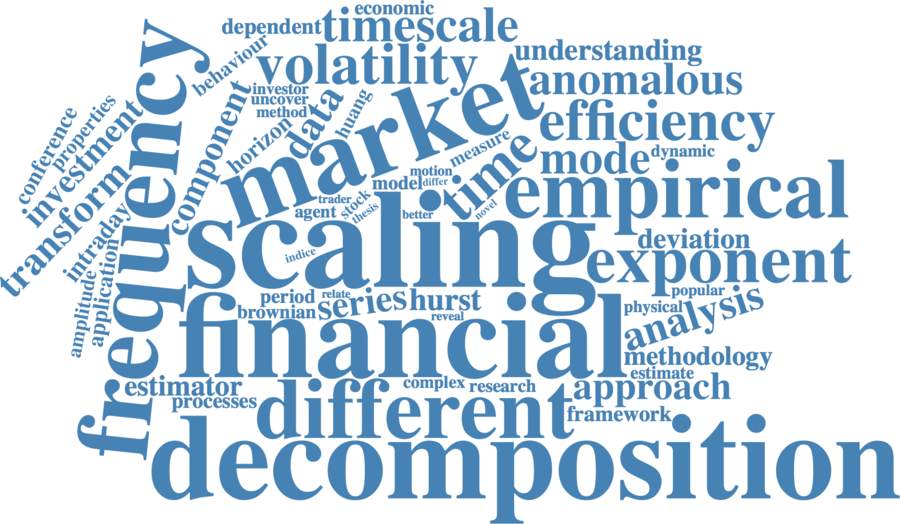 economic
dependent
timescale
behaviour
volatility
understanding
investor
uncover
method
anomalous
data
huang
market
efficiency
conference
properties
investment
transform
frequency
component
horizon
measure
time
mode
dynamic
motion
model
differ
empirical
trader
stock
agent
thesis
better
novel
scaling
intraday
amplitude
application
indice
deviation
exponent
period
relate
brownian
series
hurst
reveal
popular
physical
analysis
financial
methodology
estimate
estimator
processes
complex
research
approach
different
framework
decomposition